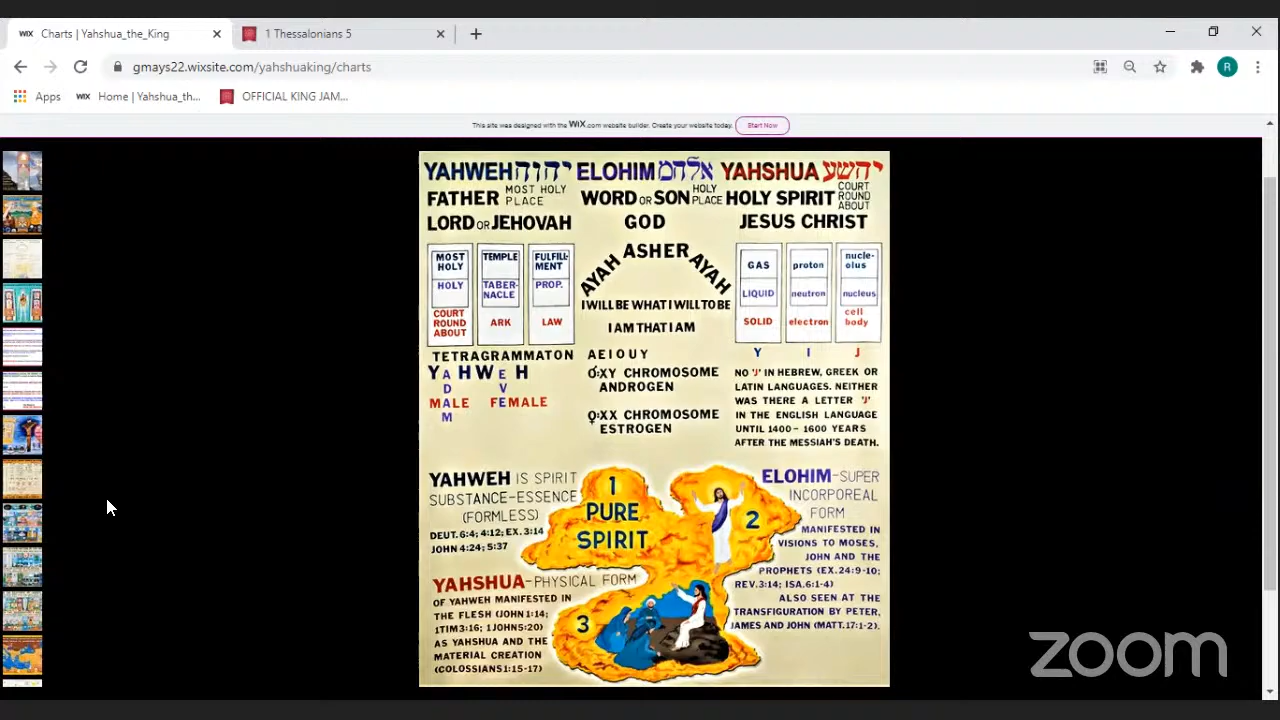 Charts | Yahshua_the_King
1 Thessalonians 5
gmays22.wixsite.com/yahshuaking/charts
R
Apps
WIX Home | Yahshua_th...
OFFICIAL KING JAM...
This site was designed with the WIX.com website builder. Create your website today. Start Now
YAHWEH יהוה ELOHIM אלהמ YAHSHUA יהשע
FATHER MOST HOLY PLACE WORD OR SON HOLY PLACE HOLY SPIRIT COURT ROUND ABOUT
LORD OR JEHOVAH GOD JESUS CHRIST
MOST HOLY TEMPLE FULFILL-MENT
HOLY TABER-NACLE PROP.
COURT ROUND ABOUT ARK LAW
AYAH ASHER AYAH
I WILL BE WHAT I WILL TO BE
I AM THAT I AM
GAS proton nucle-olus
LIQUID neutron nucleus
SOLID electron cell body
TETRAGRAMMATON
YAHWEH
ADAM
EVE
MALE FEMALE
A E I O U Y
♂:XY CHROMOSOME
ANDROGEN
♀:XX CHROMOSOME
ESTROGEN
Y I J
NO 'J' IN HEBREW, GREEK OR
LATIN LANGUAGES. NEITHER
WAS THERE A LETTER 'J'
IN THE ENGLISH LANGUAGE
UNTIL 1400-1600 YEARS
AFTER THE MESSIAH'S DEATH.
YAHWEH IS SPIRIT
SUBSTANCE-ESSENCE
(FORMLESS)
DEUT.6:4; 4:12; EX. 3:14
JOHN 4:24; 5:37
1
PURE
SPIRIT
2
ELOHIM-SUPER
INCORPOREAL
FORM
MANIFESTED IN
VISIONS TO MOSES,
JOHN AND THE
PROPHETS (EX.24:9-10;
REV.3:14; ISA.6:1-4)
ALSO SEEN AT THE
TRANSFIGURATION BY PETER,
JAMES AND JOHN (MATT.17:1-2).
YAHSHUA-PHYSICAL FORM
OF YAHWEH MANIFESTED IN
THE FLESH (JOHN 1:14;
1TIM3:16; 1JOHN5:20)
AS YAHSHUA AND THE
MATERIAL CREATION
(COLOSSIANS1:15-17)
3
zoom